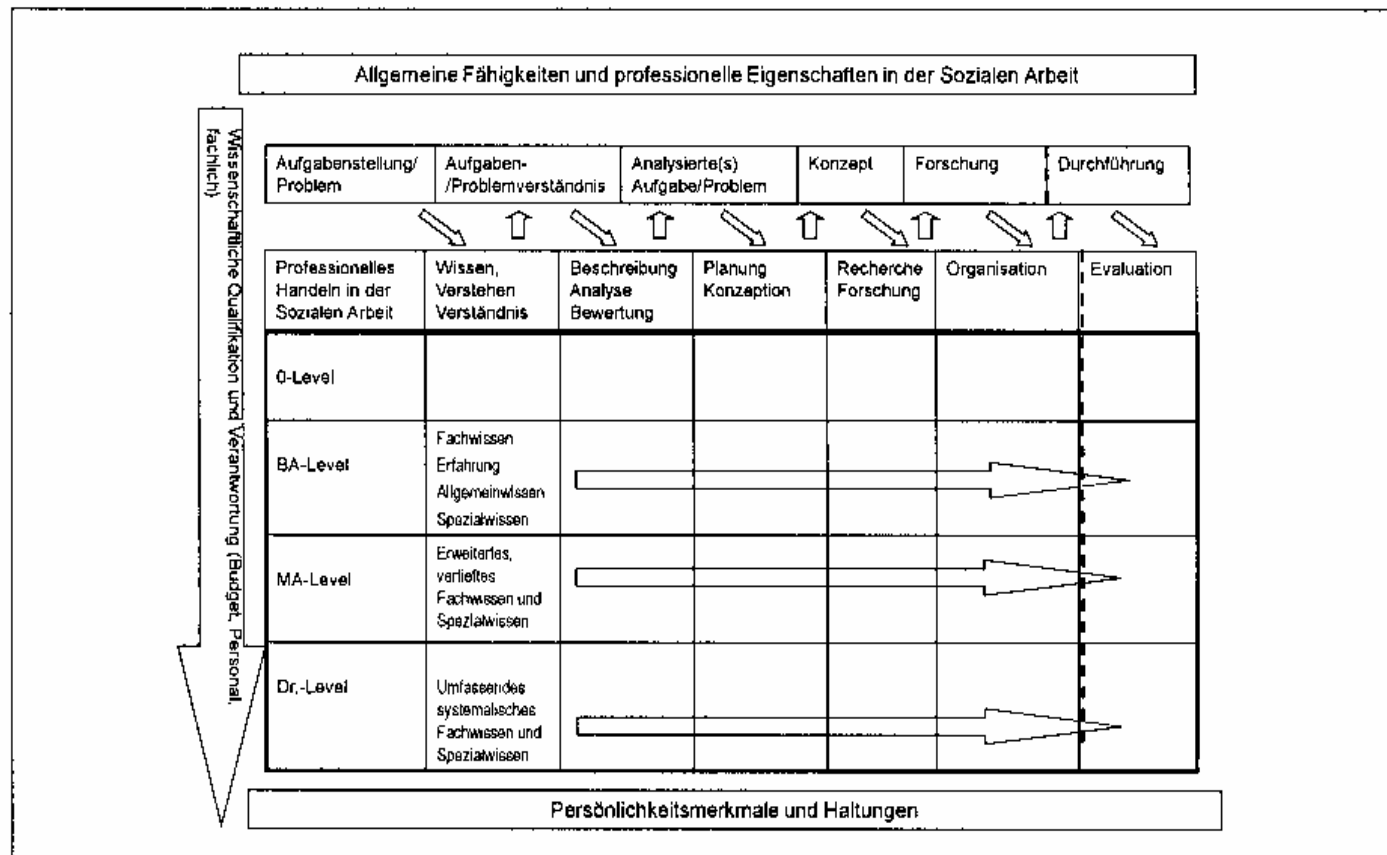 Allgemeine Fähigkeiten und professionelle Eigenschaften in der Sozialen Arbeit
Wissenschaftliche Qualifikation und Verantwortung (Budget, Personal,
fachlich)
Aufgabenstellung/
Problem
Aufgaben-
/Problemverständnis
Analysierte(s)
Aufgabe/Problem
Konzept
Forschung
Durchführung
Professionelles
Handeln in der
Sozialen Arbeit
Wissen,
Verstehen
Verständnis
Beschreibung
Analyse
Bewertung
Planung
Konzeption
Recherche
Forschung
Organisation
Evaluation
0-Level
BA-Level
Fachwissen
Erfahrung
Allgemeinwissen
Spezialwissen
MA-Level
Erweitertes,
vertieftes
Fachwissen und
Spezialwissen
Dr.-Level
Umfassendes
systematisches
Fachwissen und
Spezialwissen
Persönlichkeitsmerkmale und Haltungen